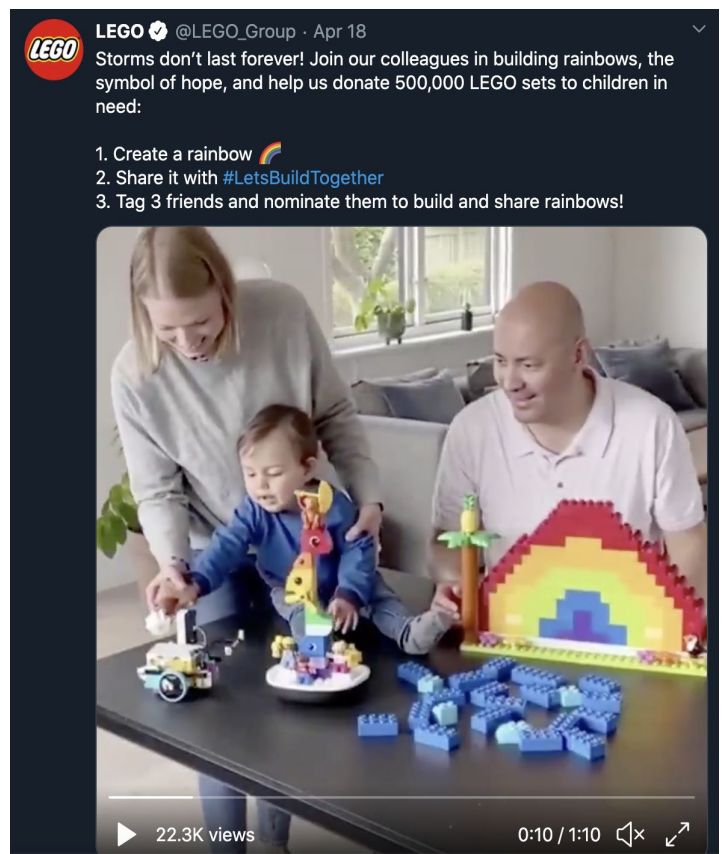 LEGO
LEGO @LEGO_Group · Apr 18
Storms don’t last forever! Join our colleagues in building rainbows, the
symbol of hope, and help us donate 500,000 LEGO sets to children in
need:
1. Create a rainbow 🌈
2. Share it with #LetsBuildTogether
3. Tag 3 friends and nominate them to build and share rainbows!
22.3K views
0:10 / 1:10